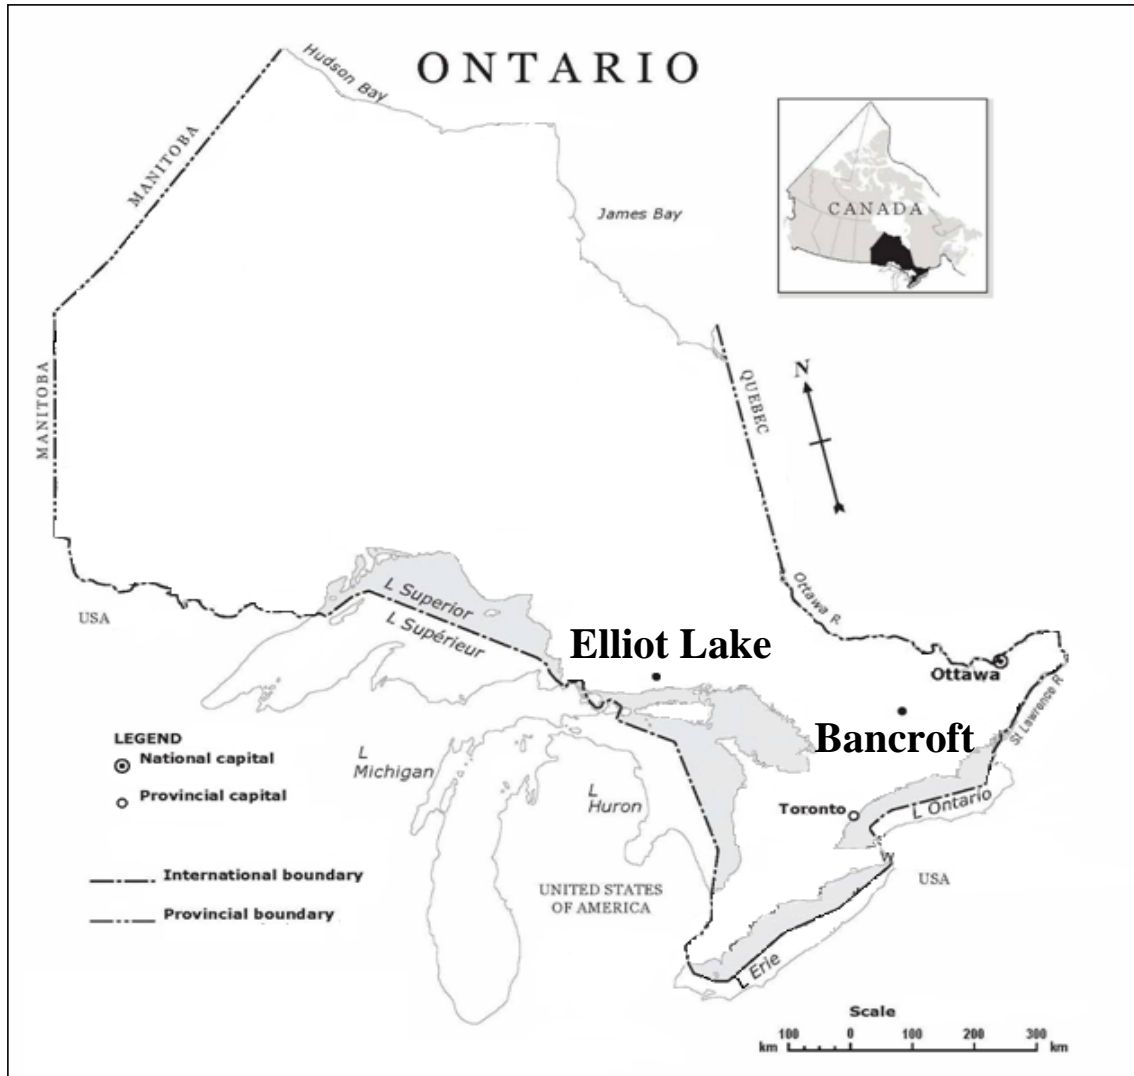 ONTARIO
Hudson Bay
MANITOBA
CANADA
James Bay
MANITOBA
QUEBEC
N
Ottawa R.
L Superior
L Supérieur
USA
Elliot Lake
Ottawa
St Lawrence R
Bancroft
LEGEND
National capital
Provincial capital
L
Michigan
L
Huron
Toronto
L Ontario
International boundary
Provincial boundary
UNITED STATES
OF AMERICA
USA
L Erie
Scale
100 0 100 200 300
km km